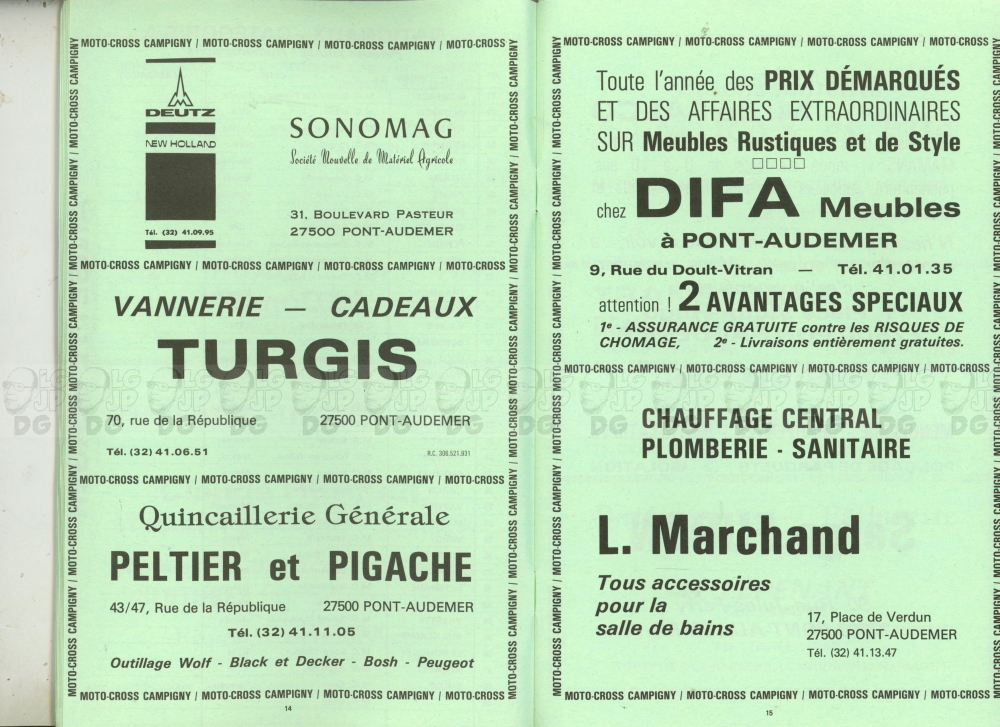 MOTO-CROSS CAMPIGNY / MOTO-CROSS CAMPIGNY / MOTO-CROSS CAMPIGNY / MOTO-CROSS
DEUTZ
NEW HOLLAND
Tél. (32) 41.09.95
SONOMAG
Société Nouvelle de Matériel Agricole
31, BOULEVARD PASTEUR
27500 PONT-AUDEMER
MOTO-CROSS CAMPIGNY / MOTO-CROSS CAMPIGNY / MOTO-CROSS CAMPIGNY / MOTO-CROSS
VANNERIE — CADEAUX
TURGIS
70, rue de la République 27500 PONT-AUDEMER
Tél. (32) 41.06.51 R.C. 306.521.931
MOTO-CROSS CAMPIGNY / MOTO-CROSS CAMPIGNY / MOTO-CROSS CAMPIGNY / MOTO-CROSS
Quincaillerie Générale
PELTIER et PIGACHE
43/47, Rue de la République 27500 PONT-AUDEMER
Tél. (32) 41.11.05
Outillage Wolf - Black et Decker - Bosh - Peugeot
MOTO-CROSS CAMPIGNY / MOTO-CROSS CAMPIGNY / MOTO-CROSS CAMPIGNY / MOTO-CROSS
14
MOTO-CROSS CAMPIGNY / MOTO-CROSS CAMPIGNY / MOTO-CROSS CAMPIGNY / MOTO-CROSS
Toute l'année, des PRIX DÉMARQUÉS
ET DES AFFAIRES EXTRAORDINAIRES
SUR Meubles Rustiques et de Style
chez DIFA Meubles
à PONT-AUDEMER
9, Rue du Doult-Vitran — Tél. 41.01.35
attention ! 2 AVANTAGES SPECIAUX
1e - ASSURANCE GRATUITE contre les RISQUES DE
CHOMAGE, 2e - Livraisons entièrement gratuites.
MOTO-CROSS CAMPIGNY / MOTO-CROSS CAMPIGNY / MOTO-CROSS CAMPIGNY / MOTO-CROSS
CHAUFFAGE CENTRAL
PLOMBERIE - SANITAIRE
L. Marchand
Tous accessoires
pour la
salle de bains
17, Place de Verdun
27500 PONT-AUDEMER
Tél. (32) 41.13.47
MOTO-CROSS CAMPIGNY / MOTO-CROSS CAMPIGNY / MOTO-CROSS CAMPIGNY / MOTO-CROSS
15